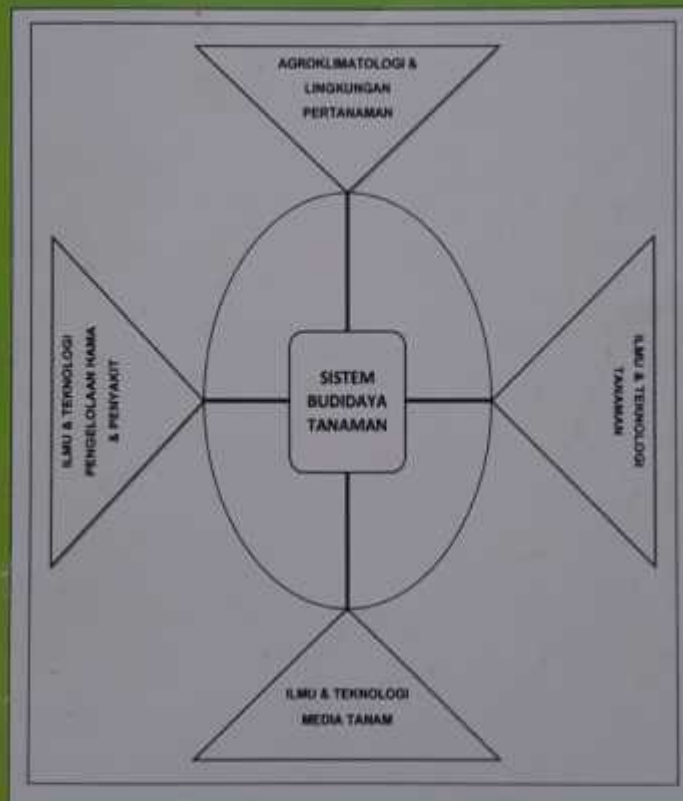 AGROKLIMATOLOGI &
LINGKUNGAN
PERTANAMAN
ILMU & TEKNOLOGI
PENGELOLAAN HAMA
& PENYAKIT
SISTEM
BUDIDAYA
TANAMAN
ILMU & TEKNOLOGI
TANAMAN
ILMU & TEKNOLOGI
MEDIA TANAM